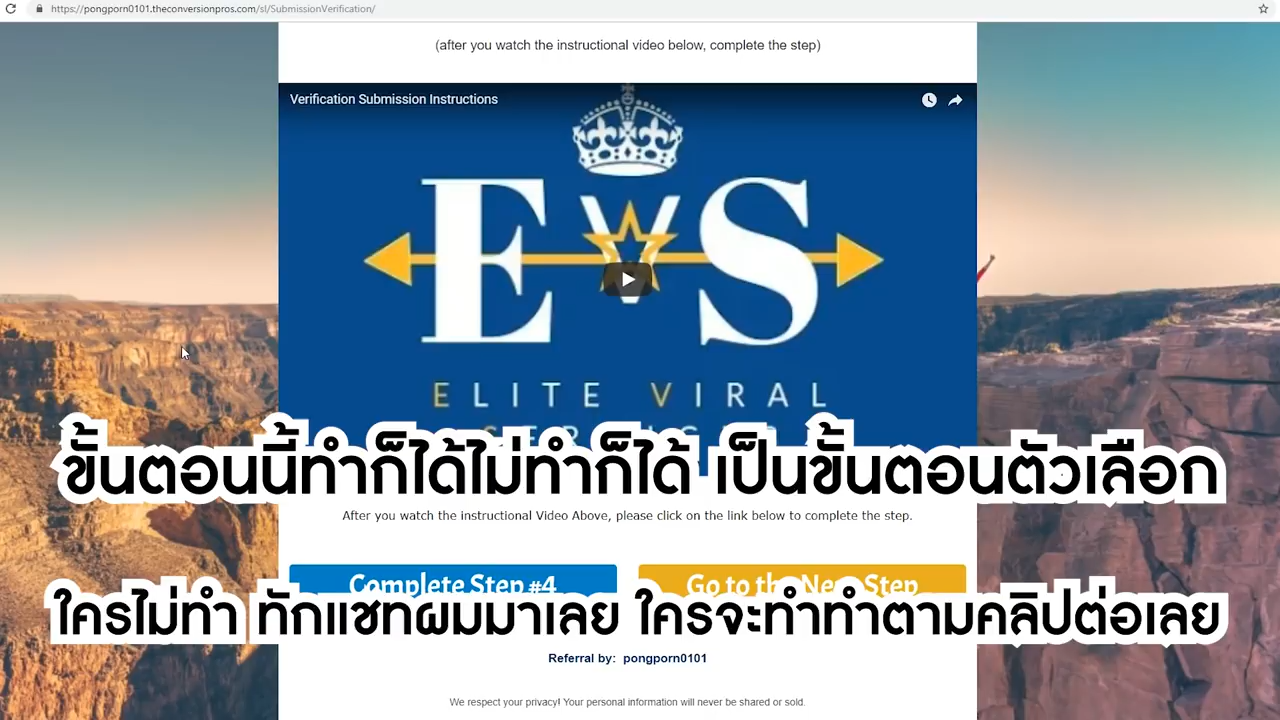 https://pongporn0101.theconversionpros.com/sl/SubmissionVerification/
(after you watch the instructional video below, complete the step)
Verification Submission Instructions
EVS
ELITE VIRAL
ขั้นตอนนี้ทำก็ได้ไม่ทำก็ได้ เป็นขั้นตอนตัวเลือก
After you watch the instructional Video Above, please click on the link below to complete the step.
Complete Step #4
Go to the New Step
ใครไม่ทำ ทักแชทผมมาเลย ใครจะทำทำตามคลิปต่อเลย
Referral by: pongporn0101
We respect your privacy! Your personal information will never be shared or sold.